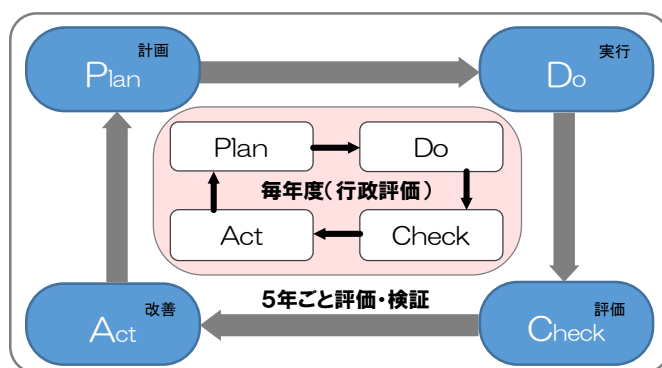 計画
Plan
実行
Do
Plan
Do
毎年度（行政評価）
Act
Check
5年ごと評価・検証
改善
Act
評価
Check